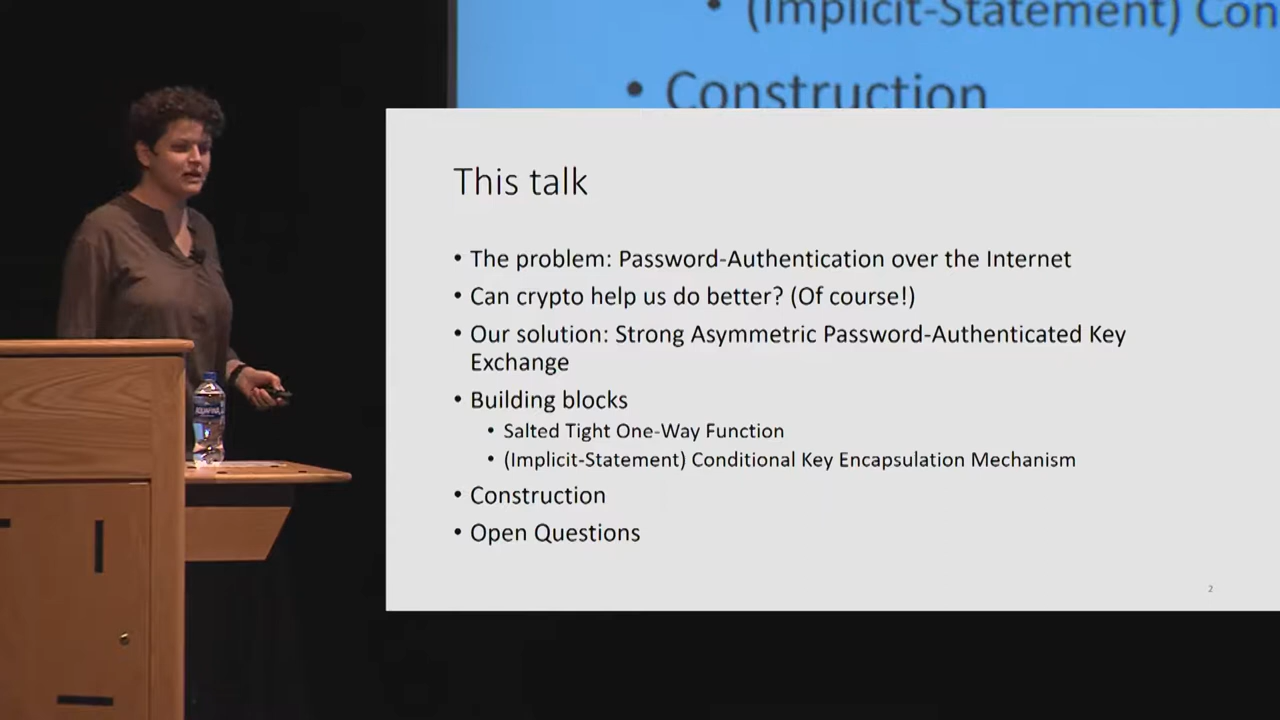 • (Implicit-Statement) Con
• Construction
This talk
• The problem: Password-Authentication over the Internet
• Can crypto help us do better? (Of course!)
• Our solution: Strong Asymmetric Password-Authenticated Key
Exchange
• Building blocks
• Salted Tight One-Way Function
• (Implicit-Statement) Conditional Key Encapsulation Mechanism
• Construction
• Open Questions
2
AQUAFINA